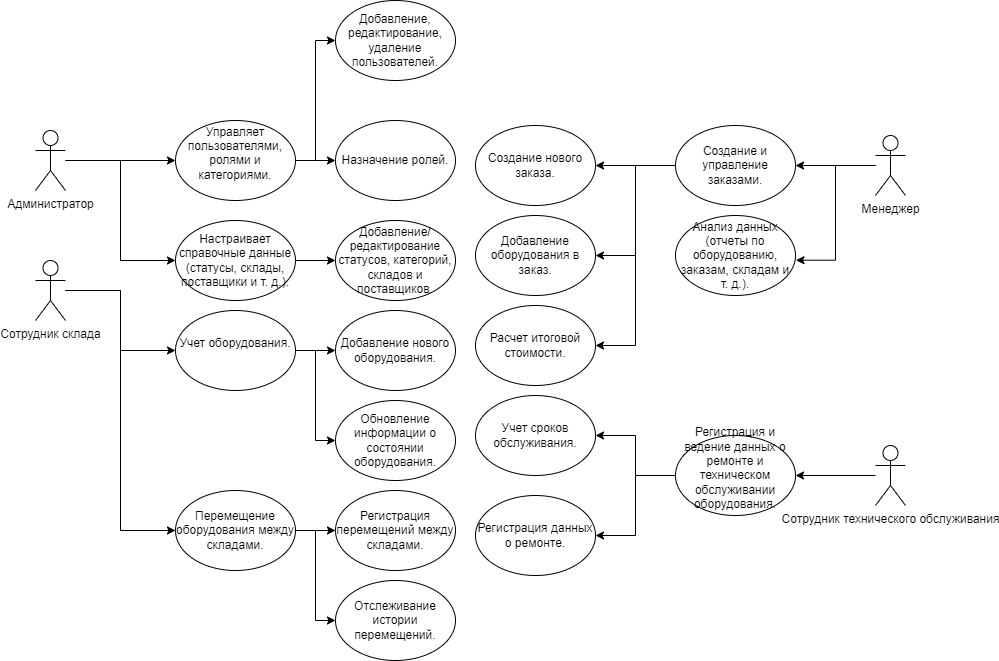 Добавление,
редактирование,
удаление
пользователей.
Управляет
пользователями,
ролями и
категориями.
Назначение ролей.
Администратор
Настраивает
справочные данные
(статусы, склады,
поставщики и т. д.).
Добавление/
редактирование
статусов, категорий,
складов и
поставщиков.
Сотрудник склада
Учет оборудования.
Добавление нового
оборудования.
Обновление
информации о
состоянии
оборудования.
Перемещение
оборудования между
складами.
Регистрация
перемещений между
складами.
Отслеживание
истории
перемещений.
Создание нового
заказа.
Создание и
управление
заказами.
Менеджер
Добавление
оборудования в
заказ.
Анализ данных
(отчеты по
оборудованию,
заказам, складам и
т. д.).
Расчет итоговой
стоимости.
Учет сроков
обслуживания.
Регистрация и
ведение данных о
ремонте и
техническом
обслуживании
оборудования.
Сотрудник технического обслуживания
Регистрация данных
о ремонте.